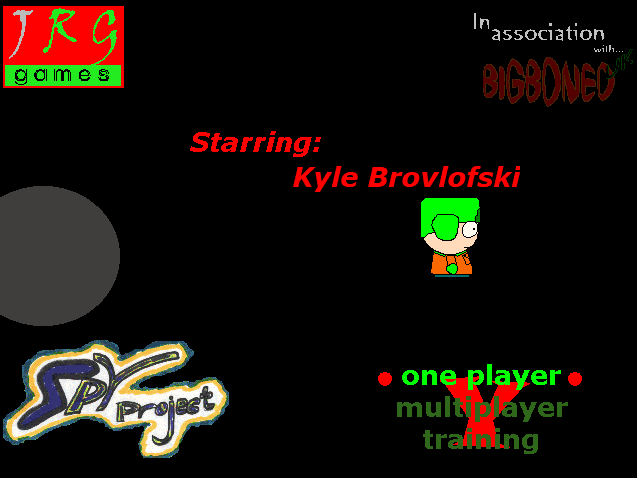 JRG
games
In
association
with...
BIGBONED
Starring:
Kyle Brovlofski
SPY
Project
one player
multiplayer
training